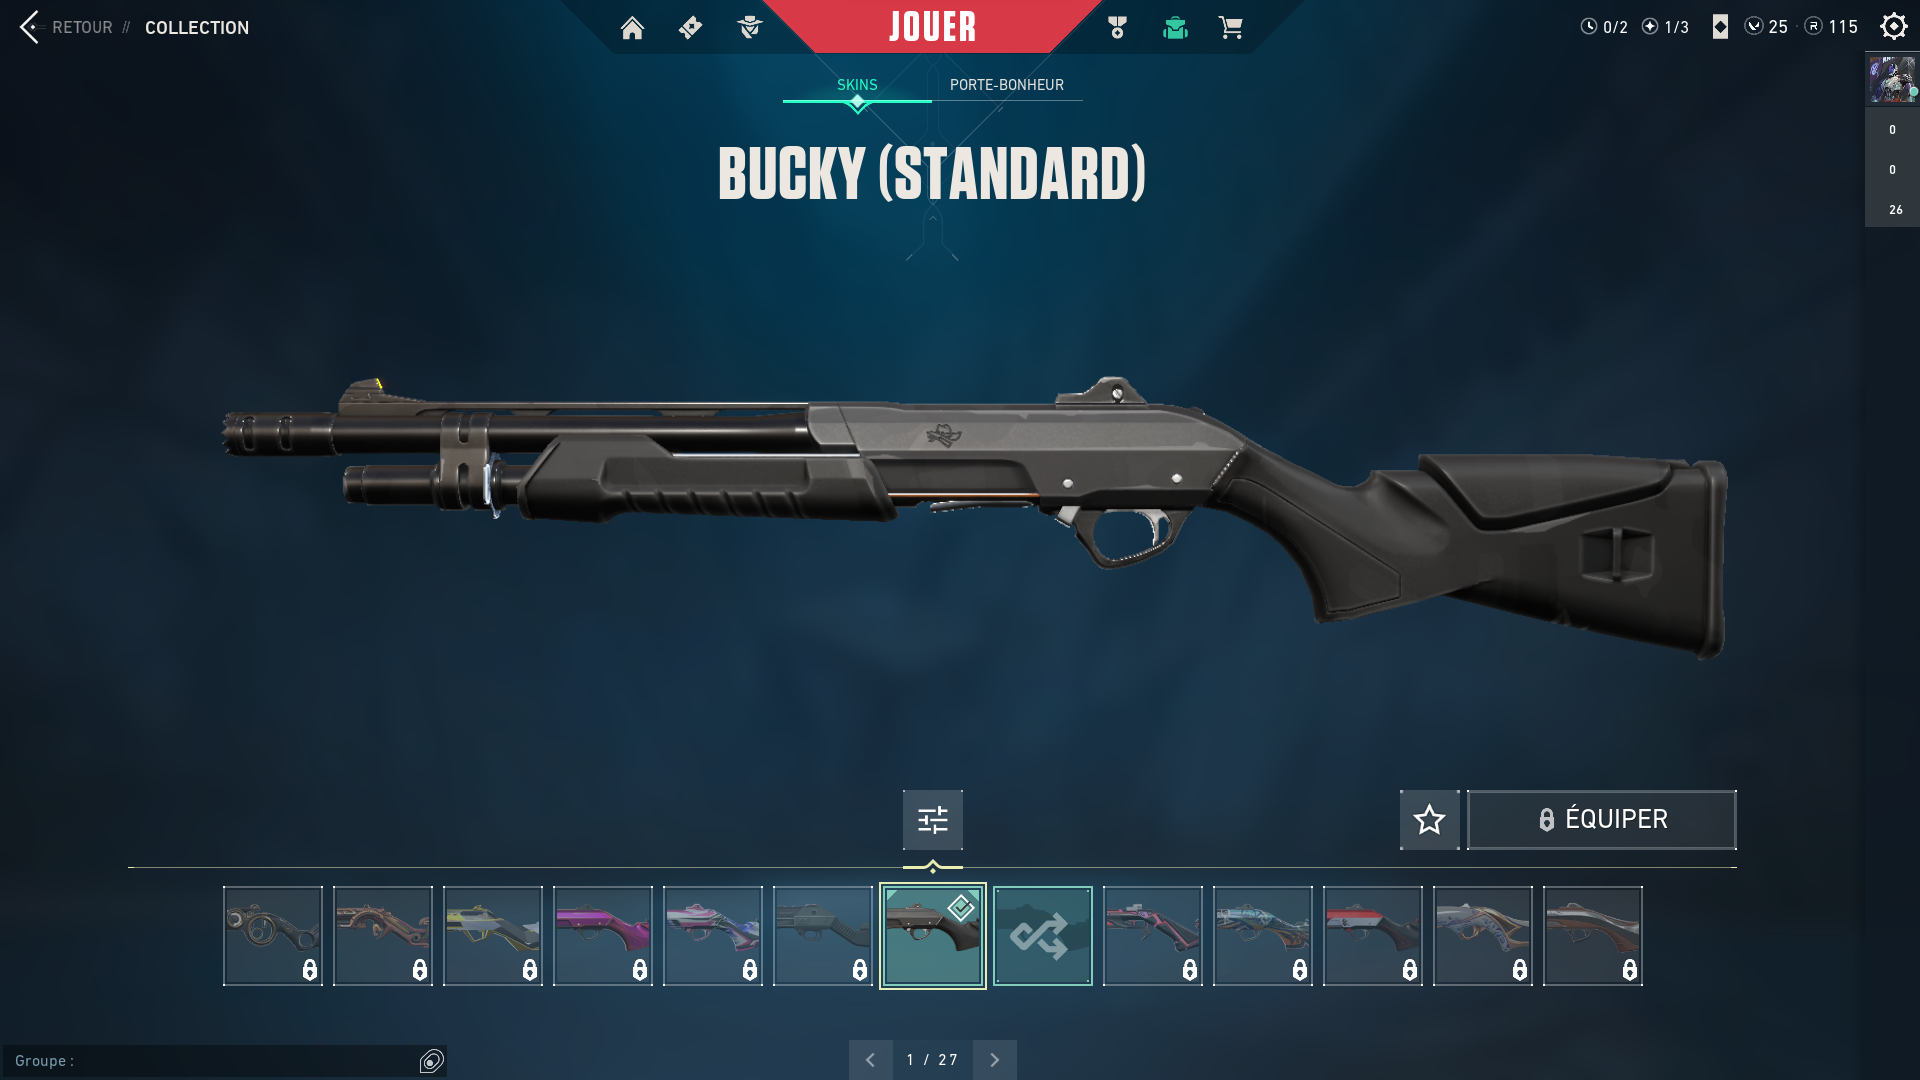 RETOUR // COLLECTION
JOUER
0/2 1/3 25 115
SKINS PORTE-BONHEUR
BUCKY (STANDARD)
0
0
26
ÉQUIPER
Groupe :
1 / 27